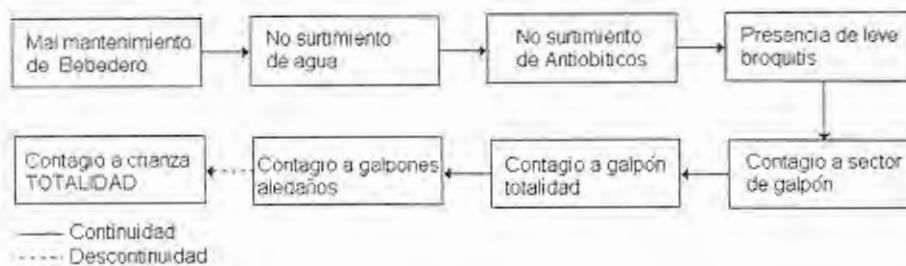 Mal mantenimiento
de Bebedero.
No surtimiento
de agua
No surtimiento
de Antiobiticos
Presencia de leve
broquitis
Contagio a sector
de galpón
Contagio a galpón
totalidad
Contagio a galpones
aledaños
Contagio a crianza
TOTALIDAD
Continuidad
Descontinuidad